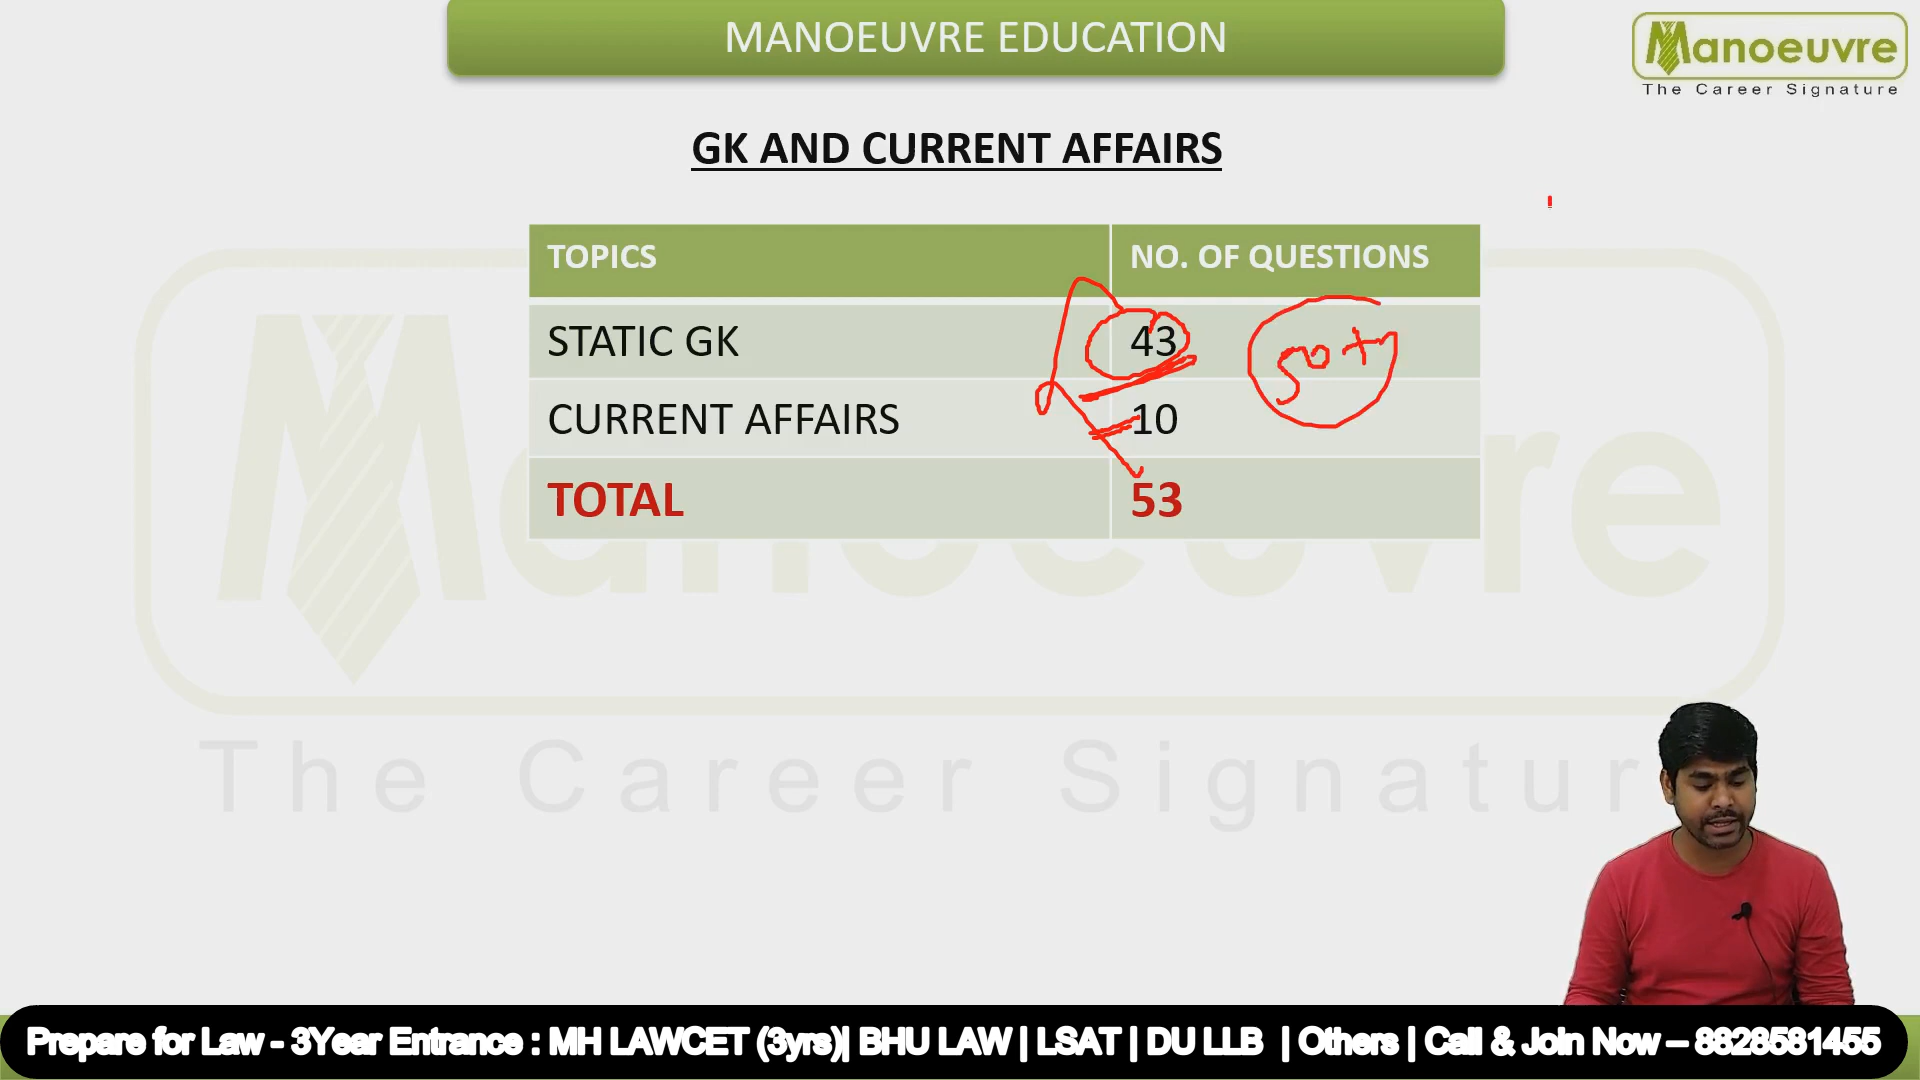 MANOEUVRE EDUCATION
Manoeuvre
The Career Signature
GK AND CURRENT AFFAIRS
TOPICS NO. OF QUESTIONS
STATIC GK 43 50+
CURRENT AFFAIRS 10
TOTAL 53
Manoeuvre
The Career Signatur
Prepare for Law - 3Year Entrance : MH LAWCET (3yrs)| BHU LAW | LSAT | DU LLB | Others | Call & Join Now – 8828581455